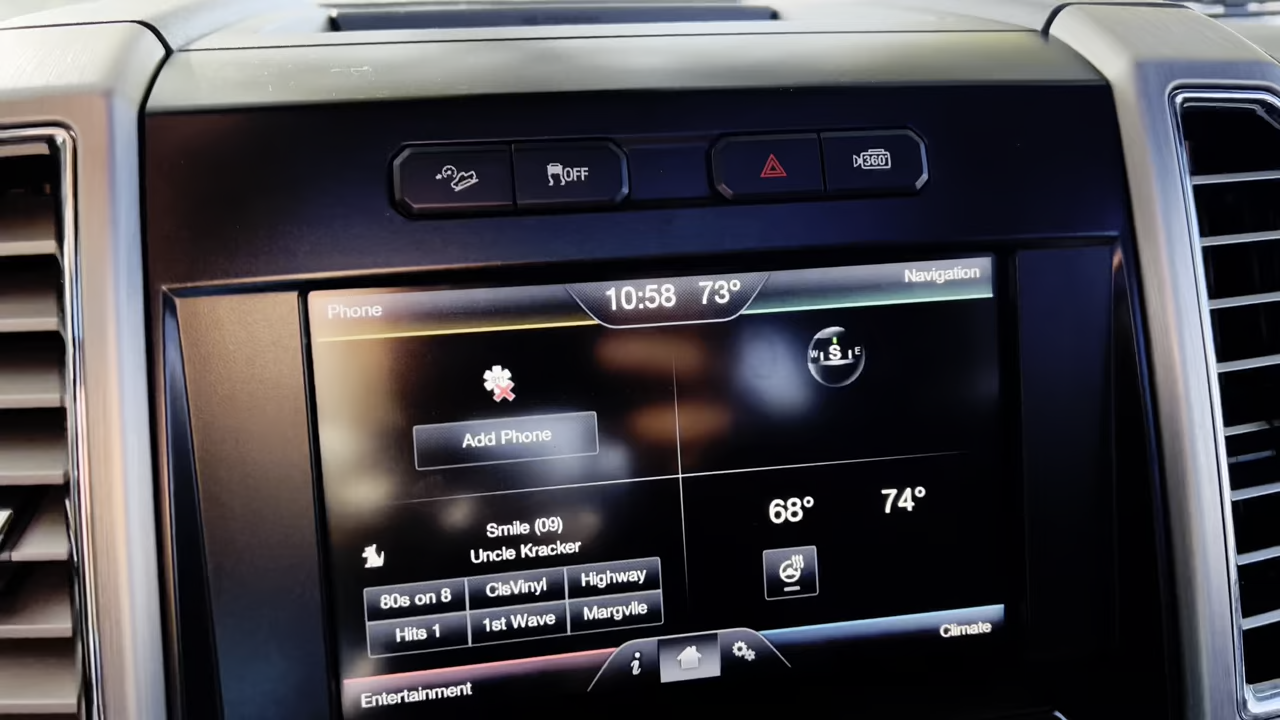 OFF
360°
Phone
10:58 73°
Navigation
W S E
Add Phone
68° 74°
Smile (09)
Uncle Kracker
80s on 8 ClsVinyl Highway
Hits 1 1st Wave Margvlle
Climate
i
Entertainment